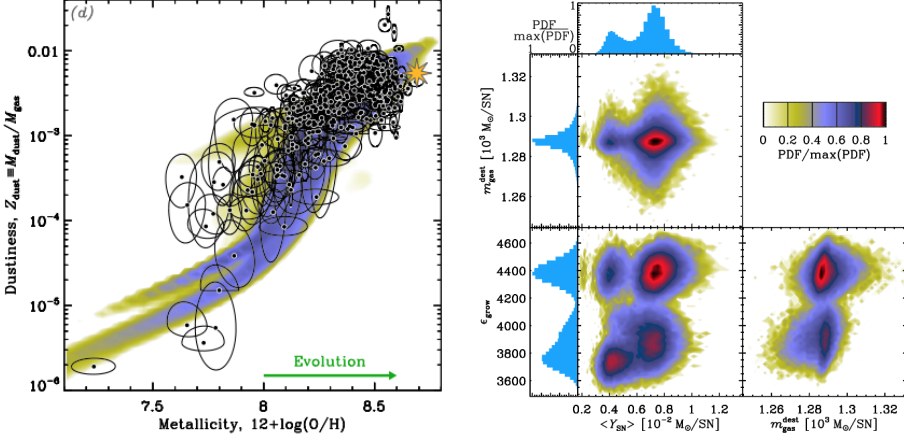 (d)
0.01
10⁻³
10⁻⁴
10⁻⁵
10⁻⁶
Dustiness, Z_dust≡M_dust/M_gas
Evolution
7.5 8 8.5
Metallicity, 12+log(O/H)
PDF
max(PDF)
1
0
1 0
1.32
1.3
1.28
1.26
m_gas^dest [10³ M_⊙/SN]
0 0.2 0.4 0.6 0.8 1
PDF/max(PDF)
4600
4400
4200
4000
3800
3600
ϵ_grow
0.2 0.4 0.6 0.8 1 1.2
<Y_SN> [10⁻² M_⊙/SN]
1.26 1.28 1.3 1.32
m_gas^dest [10³ M_⊙/SN]